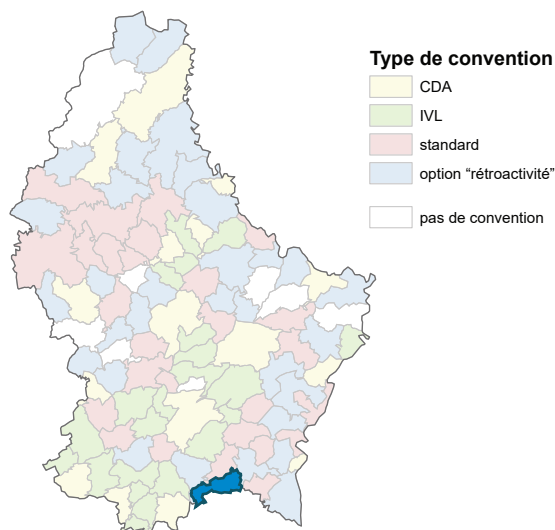 Type de convention
CDA
IVL
standard
option “rétroactivité”
pas de convention